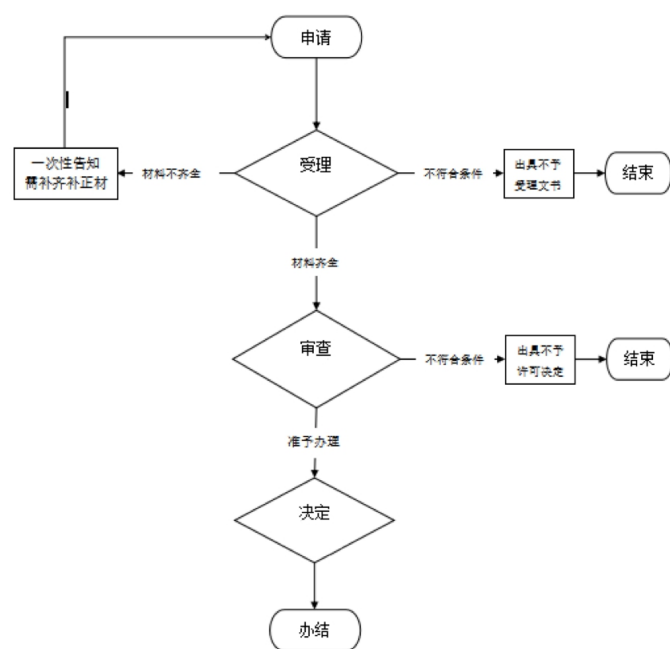 申请
一次性告知
需补齐补正材
材料不齐全
受理
不符合条件
出具不予
受理文书
结束
材料齐全
审查
不符合条件
出具不予
许可决定
结束
准予办理
决定
办结